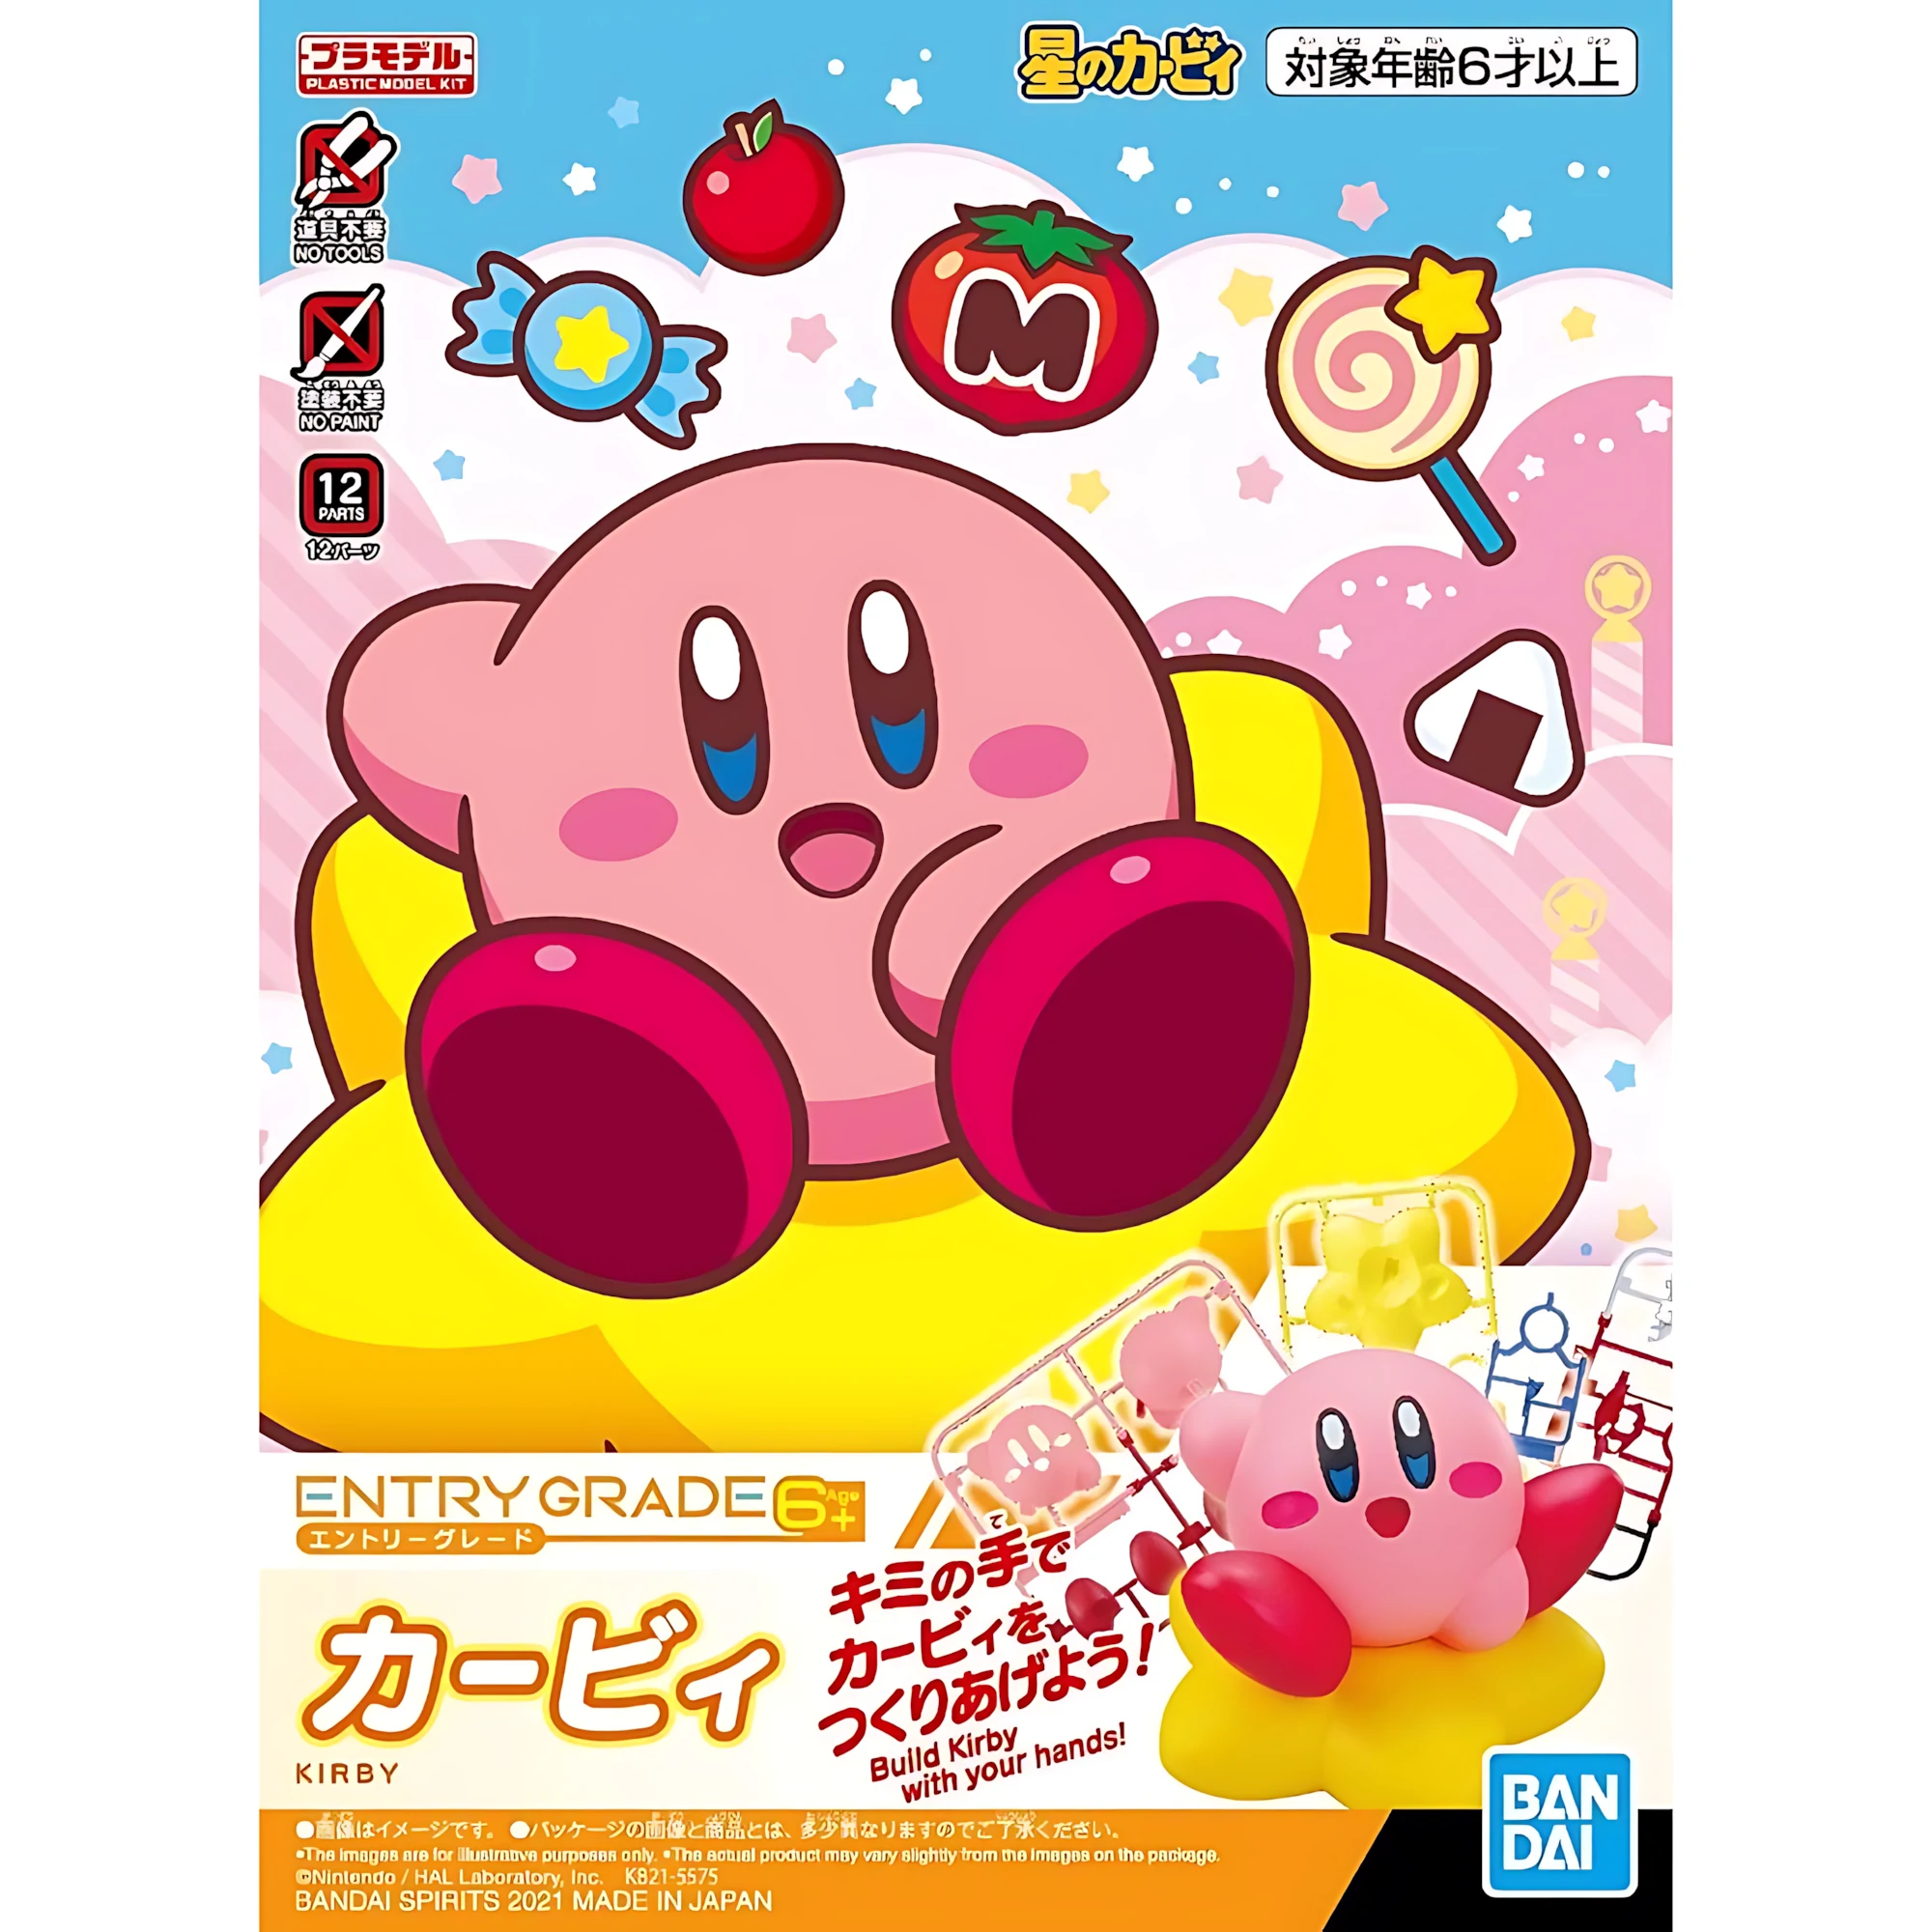 プラモデル
PLASTIC MODEL KIT
星のカービィ
対象年齢6才以上
道具不要
NO TOOLS
塗装不要
NO PAINT
12
PARTS
12パーツ
M
ENTRY GRADE 6+
Age
エントリーグレード
カービィ
KIRBY
て
キミの手で
カービィを
つくりあげよう!
Build Kirby
with your hands!
●画像はイメージです。 ●パッケージの画像と商品とは、多少異なりますのでご了承ください。
•The images are for illustrative purposes only. •The actual product may vary slightly from the images on the package.
©Nintendo / HAL Laboratory, Inc. K821-5575
BANDAI SPIRITS 2021 MADE IN JAPAN
BAN
DAI